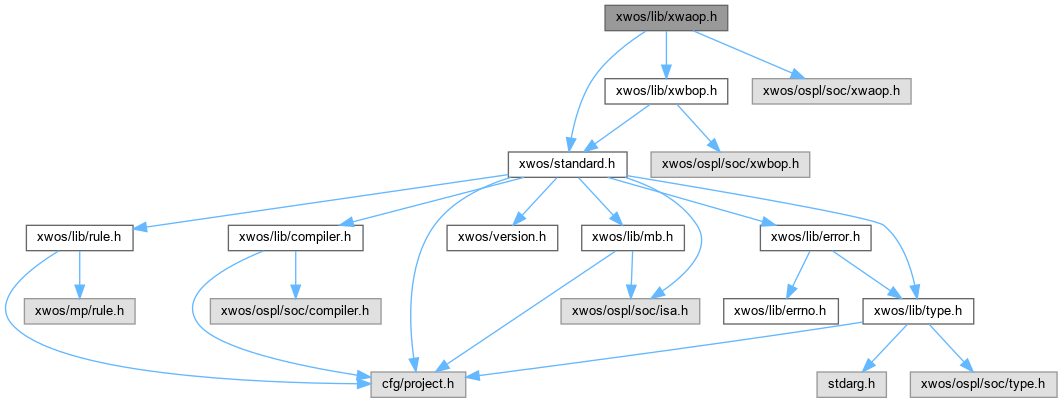 xwos/lib/xwaop.h
xwos/lib/xwbop.h
xwos/ospl/soc/xwaop.h
xwos/standard.h
xwos/ospl/soc/xwbop.h
xwos/lib/rule.h
xwos/lib/compiler.h
xwos/version.h
xwos/lib/mb.h
xwos/lib/error.h
xwos/mp/rule.h
xwos/ospl/soc/compiler.h
xwos/ospl/soc/isa.h
xwos/lib/errno.h
xwos/lib/type.h
cfg/project.h
stdarg.h
xwos/ospl/soc/type.h